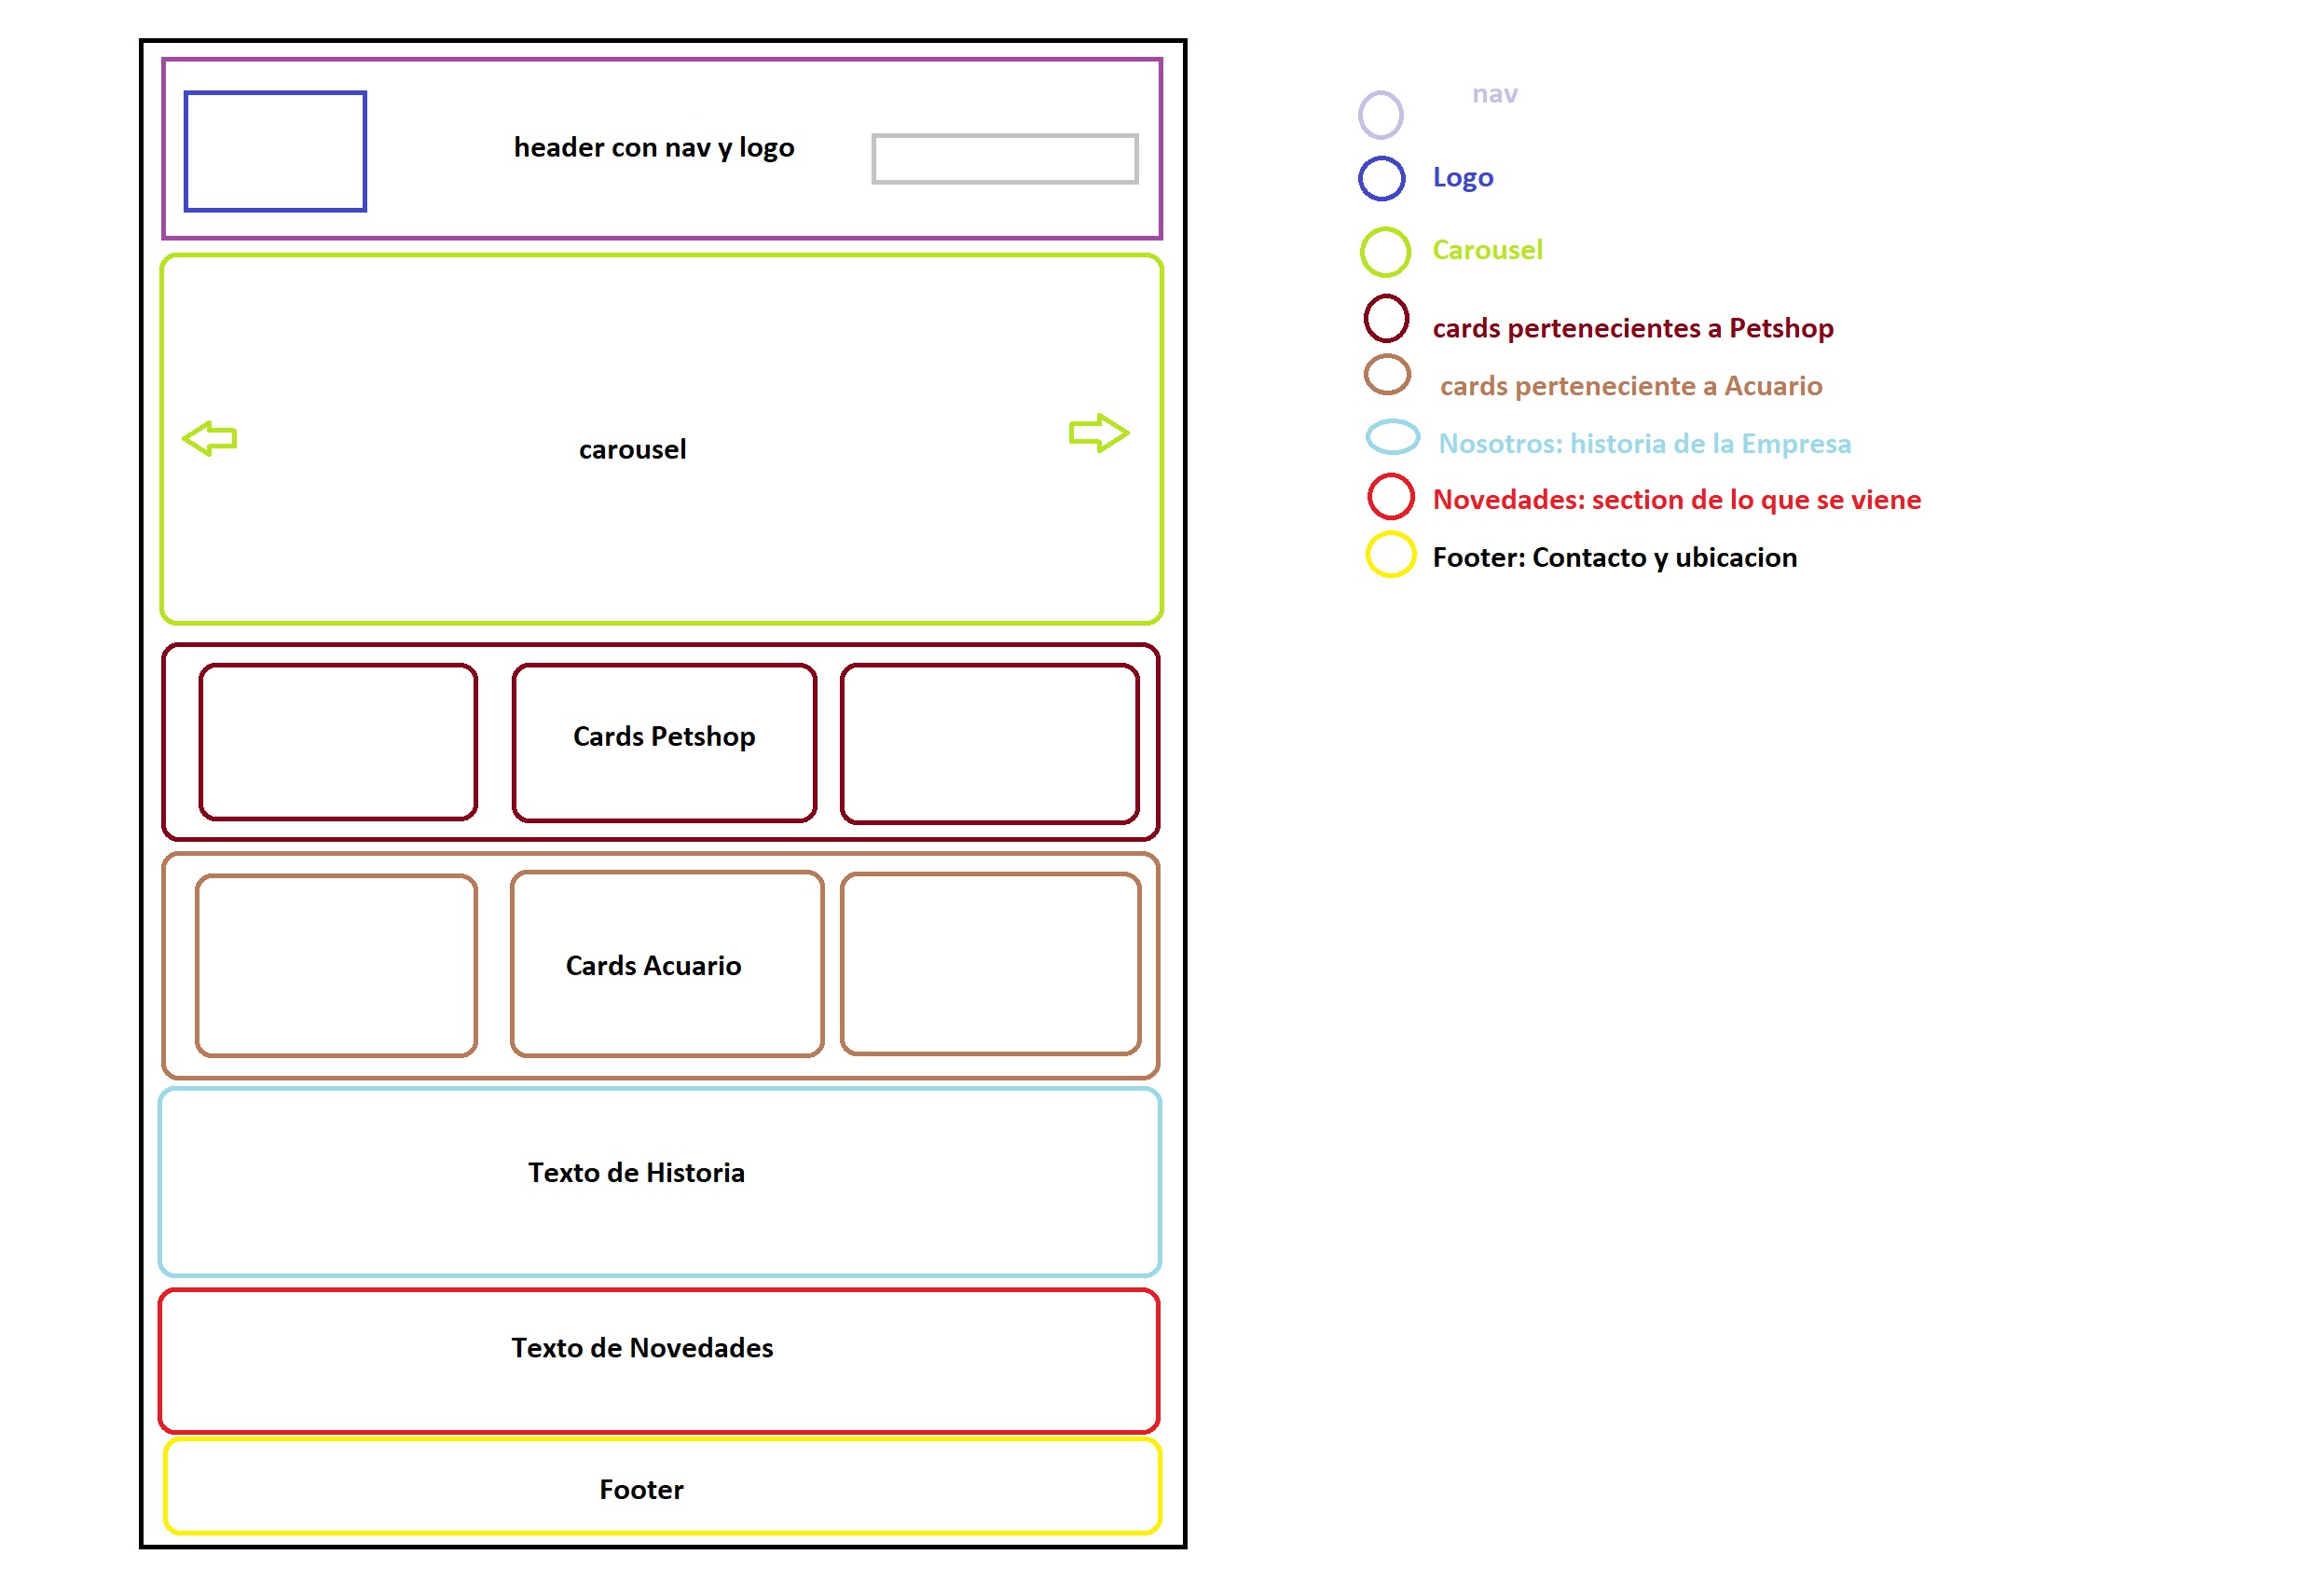 header con nav y logo
carousel
Cards Petshop
Cards Acuario
Texto de Historia
Texto de Novedades
Footer
nav
Logo
Carousel
cards pertenecientes a Petshop
cards perteneciente a Acuario
Nosotros: historia de la Empresa
Novedades: section de lo que se viene
Footer: Contacto y ubicacion